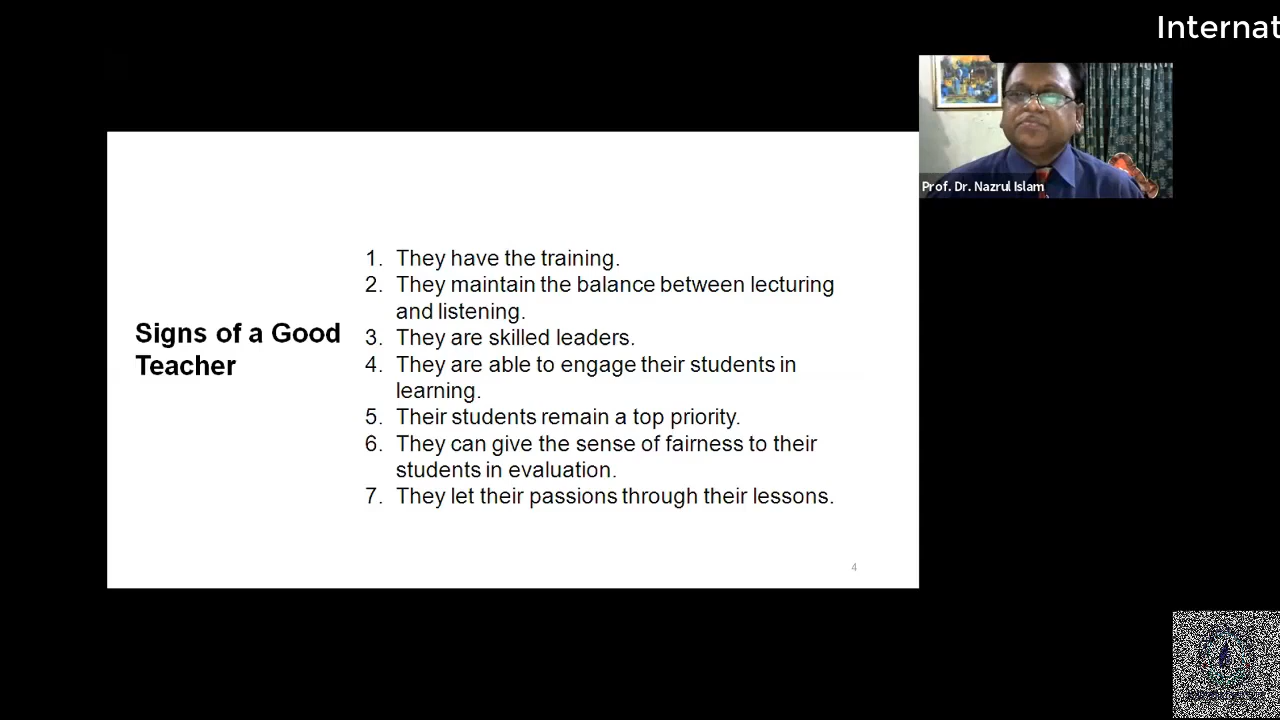 Internat
Prof. Dr. Nazrul Islam
Signs of a Good
Teacher
1. They have the training.
2. They maintain the balance between lecturing
and listening.
3. They are skilled leaders.
4. They are able to engage their students in
learning.
5. Their students remain a top priority.
6. They can give the sense of fairness to their
students in evaluation.
7. They let their passions through their lessons.
4